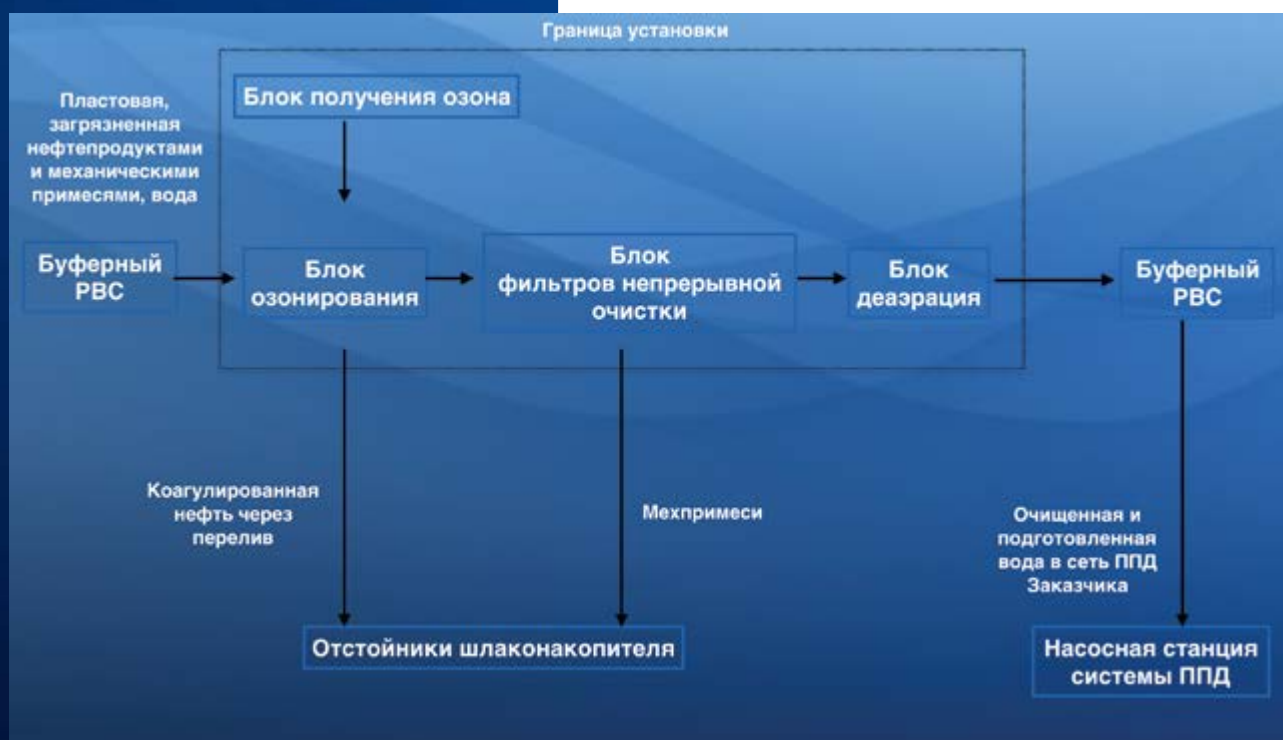 Граница установки
Блок получения озона
Пластовая,
загрязненная
нефтепродуктами
и механическими
примесями, вода
Буферный
РВС
Блок
озонирования
Блок
фильтров непрерывной
очистки
Блок
деаэрация
Буферный
РВС
Коагулированная
нефть через
перелив
Мехпримеси
Очищенная и
подготовленная
вода в сеть ППД
Заказчика
Отстойники шлаконакопителя
Насосная станция
системы ППД